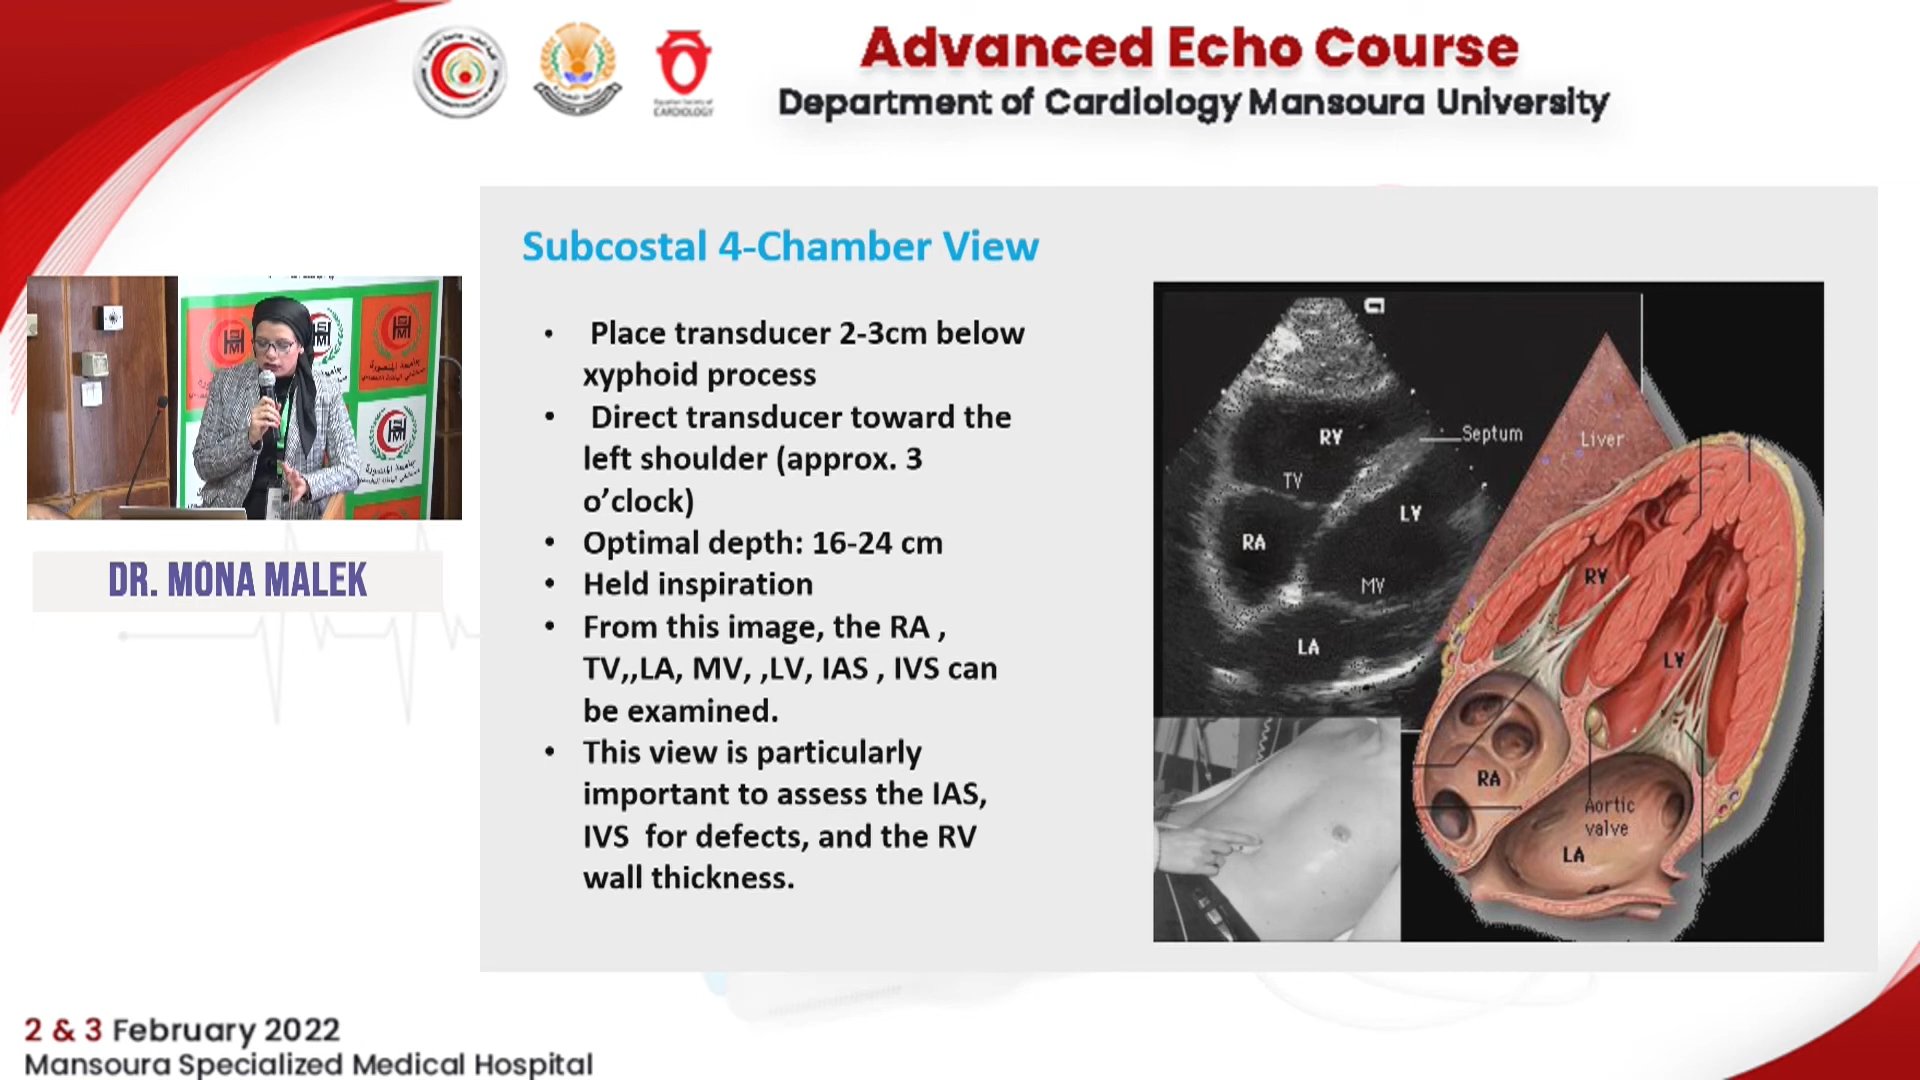 Advanced Echo Course
Department of Cardiology Mansoura University
Egyptian Society of
CARDIOLOGY
Subcostal 4-Chamber View
• Place transducer 2-3cm below
xyphoid process
• Direct transducer toward the
left shoulder (approx. 3
o’clock)
• Optimal depth: 16-24 cm
• Held inspiration
• From this image, the RA ,
TV,,LA, MV, ,LV, IAS , IVS can
be examined.
• This view is particularly
important to assess the IAS,
IVS for defects, and the RV
wall thickness.
RV
Septum
TV
LV
RA
MV
LA
Liver
RV
LV
RA
Aortic
valve
LA
DR. MONA MALEK
2 & 3 February 2022
Mansoura Specialized Medical Hospital